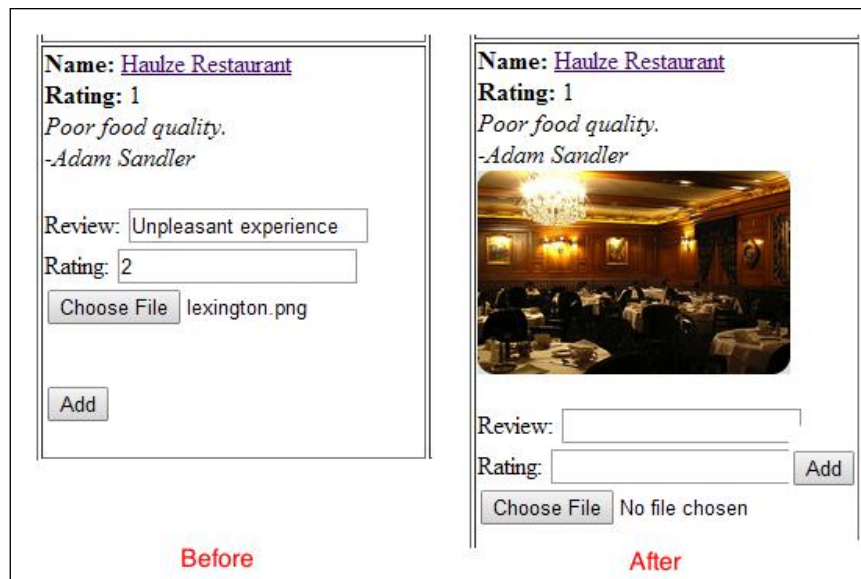 Name: Haulze Restaurant
Rating: 1
Poor food quality.
-Adam Sandler
Review: Unpleasant experience
Rating: 2
Choose File lexington.png
Add
Before
Name: Haulze Restaurant
Rating: 1
Poor food quality.
-Adam Sandler
Review:
Rating: Add
Choose File No file chosen
After